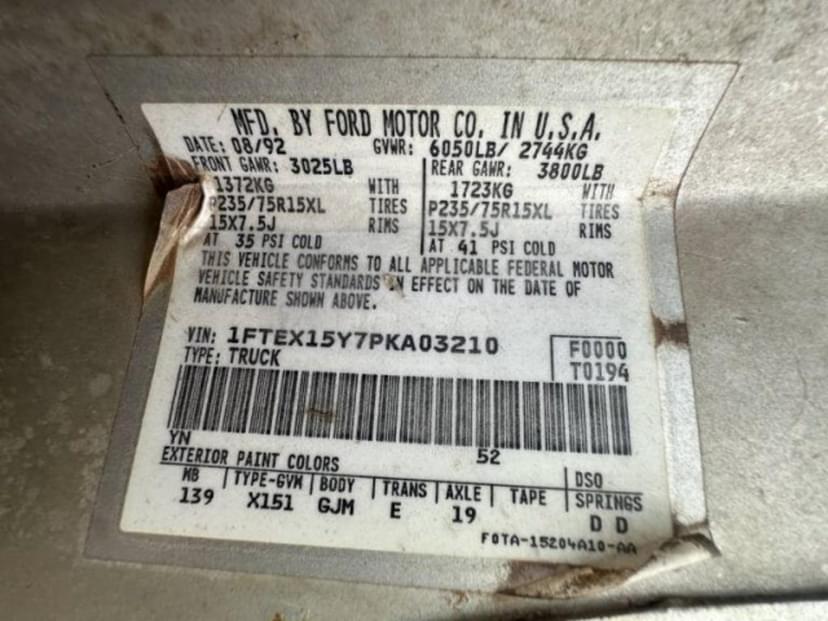 MFD. BY FORD MOTOR CO. IN U.S.A.
DATE: 08/92 GVWR: 6050LB/ 2744KG
FRONT GAWR: 3025LB REAR GAWR: 3800LB
1372KG WITH 1723KG WITH
P235/75R15XL TIRES P235/75R15XL TIRES
15X7.5J RIMS 15X7.5J RIMS
AT 35 PSI COLD AT 41 PSI COLD
THIS VEHICLE CONFORMS TO ALL APPLICABLE FEDERAL MOTOR
VEHICLE SAFETY STANDARDS IN EFFECT ON THE DATE OF
MANUFACTURE SHOWN ABOVE.
VIN: 1FTEX15Y7PKA03210 F0000
TYPE: TRUCK T0194
YN 52
EXTERIOR PAINT COLORS DSO
WB TYPE-GVW BODY TRANS AXLE TAPE SPRINGS
139 X151 GJM E 19 D D
F0TA-15204A10-AA